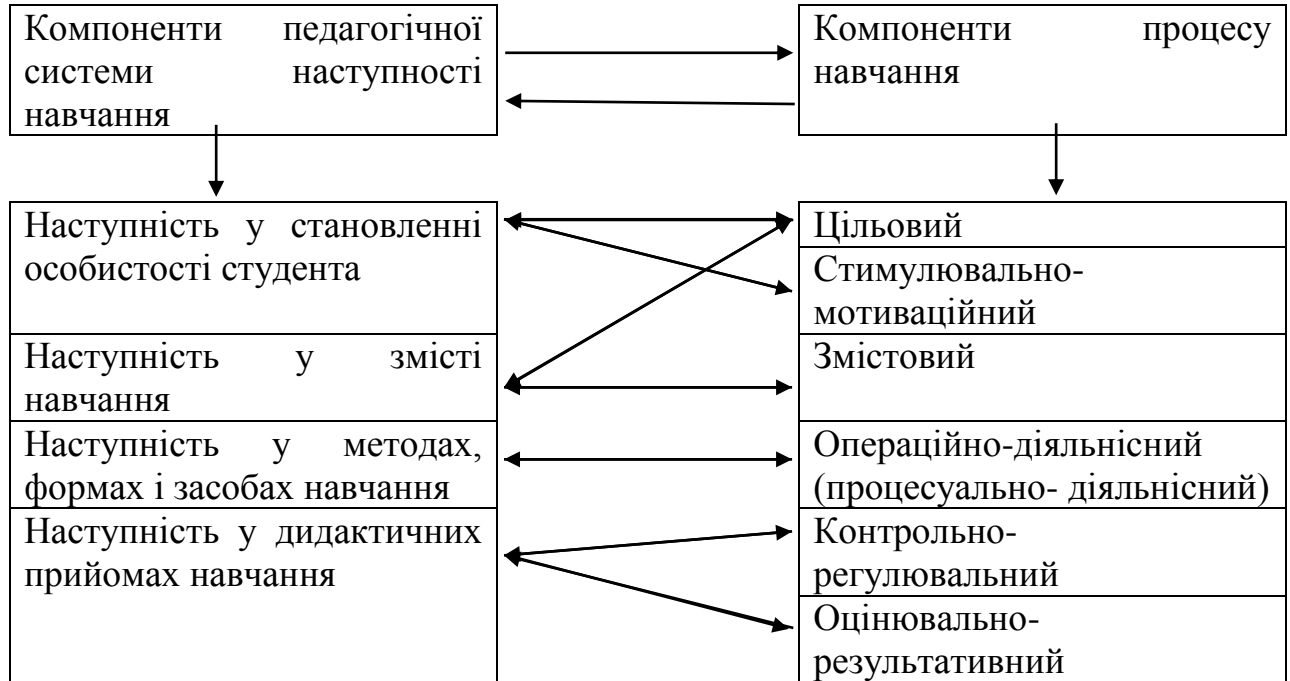 Компоненти педагогічної
системи наступності
навчання
Компоненти процесу
навчання
Наступність у становленні
особистості студента
Наступність у змісті
навчання
Наступність у методах,
формах і засобах навчання
Наступність у дидактичних
прийомах навчання
Цільовий
Стимулювально-
мотиваційний
Змістовий
Операційно-діяльнісний
(процесуально- діяльнісний)
Контрольно-
регулювальний
Оцінювально-
результативний